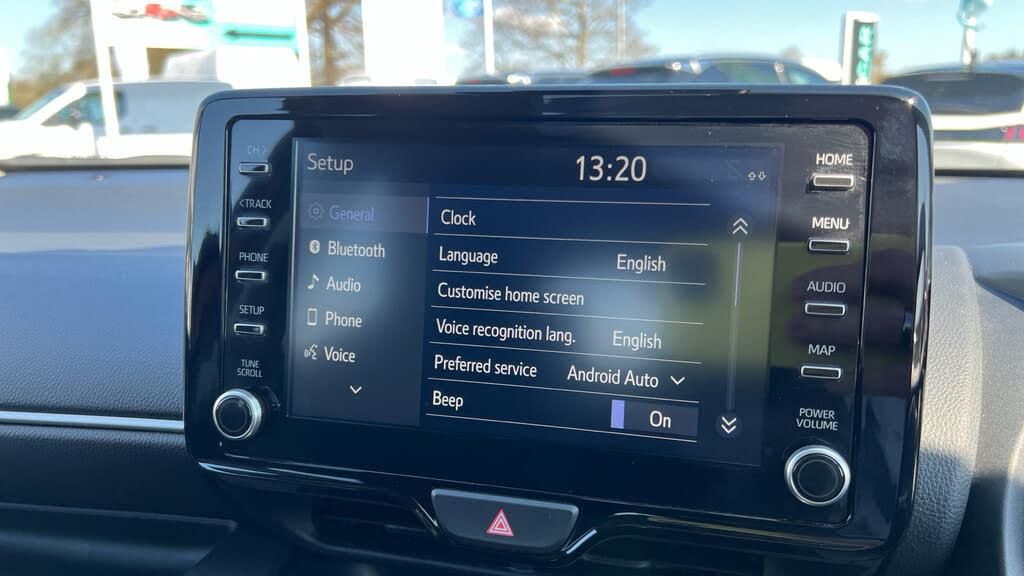 CH >
< TRACK
PHONE
SETUP
TUNE
SCROLL
Setup
13:20
General
Bluetooth
Audio
Phone
Voice
Clock
Language English
Customise home screen
Voice recognition lang. English
Preferred service Android Auto
Beep On
HOME
MENU
AUDIO
MAP
POWER
VOLUME